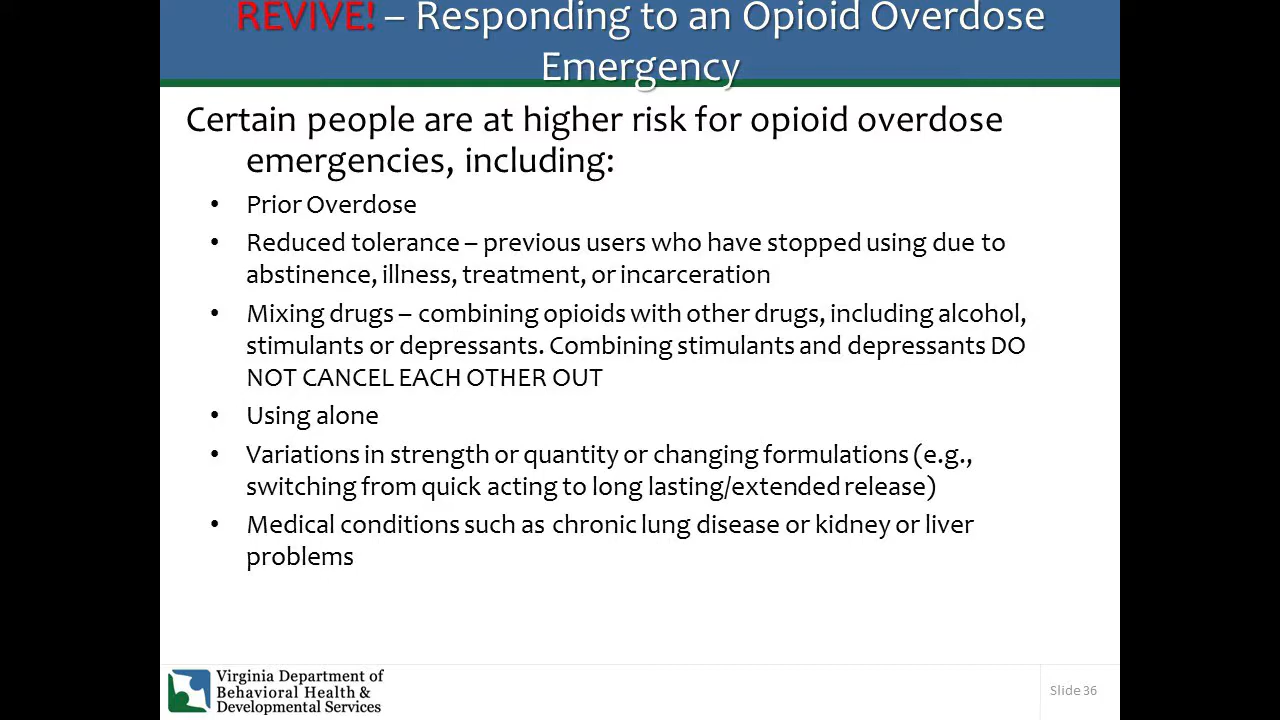 REVIVE! – Responding to an Opioid Overdose
Emergency
Certain people are at higher risk for opioid overdose
emergencies, including:
• Prior Overdose
• Reduced tolerance – previous users who have stopped using due to
abstinence, illness, treatment, or incarceration
• Mixing drugs – combining opioids with other drugs, including alcohol,
stimulants or depressants. Combining stimulants and depressants DO
NOT CANCEL EACH OTHER OUT
• Using alone
• Variations in strength or quantity or changing formulations (e.g.,
switching from quick acting to long lasting/extended release)
• Medical conditions such as chronic lung disease or kidney or liver
problems
Virginia Department of
Behavioral Health &
Developmental Services
Slide 36